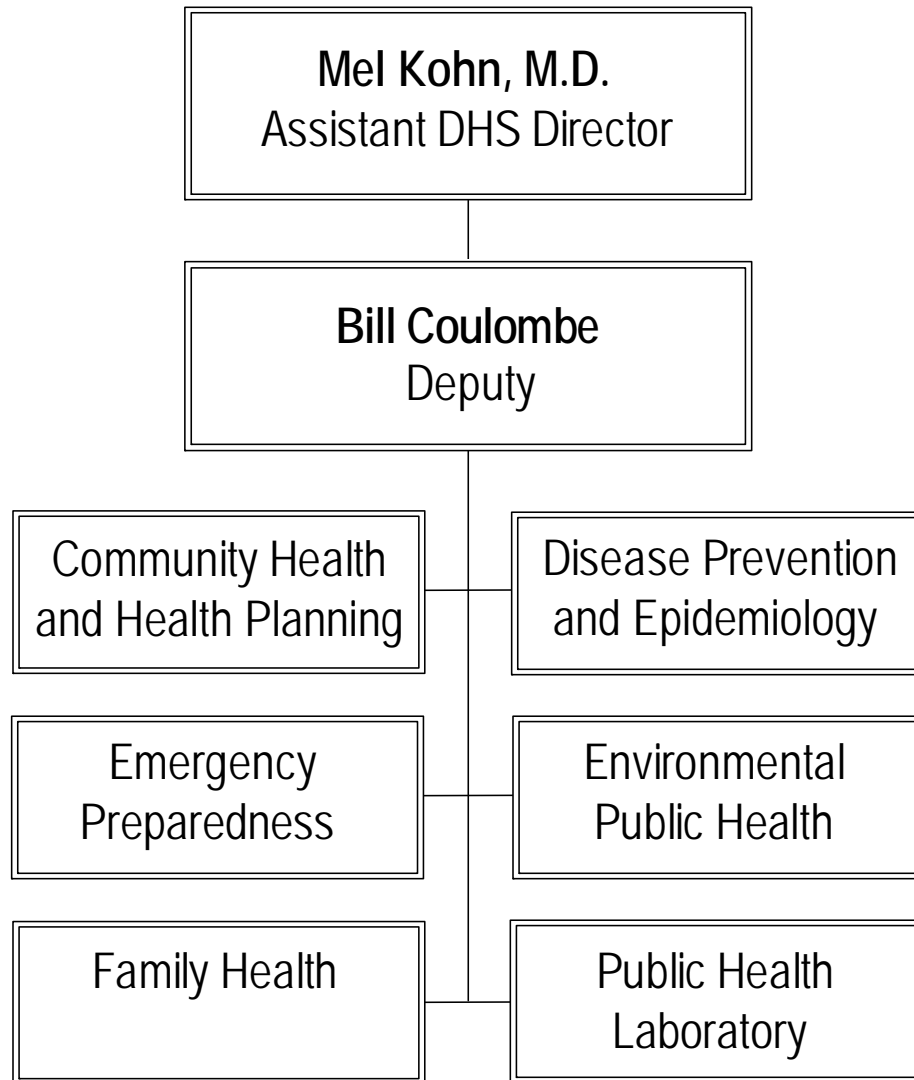 Mel Kohn, M.D.
Assistant DHS Director
Bill Coulombe
Deputy
Community Health
and Health Planning
Disease Prevention
and Epidemiology
Emergency
Preparedness
Environmental
Public Health
Family Health
Public Health
Laboratory